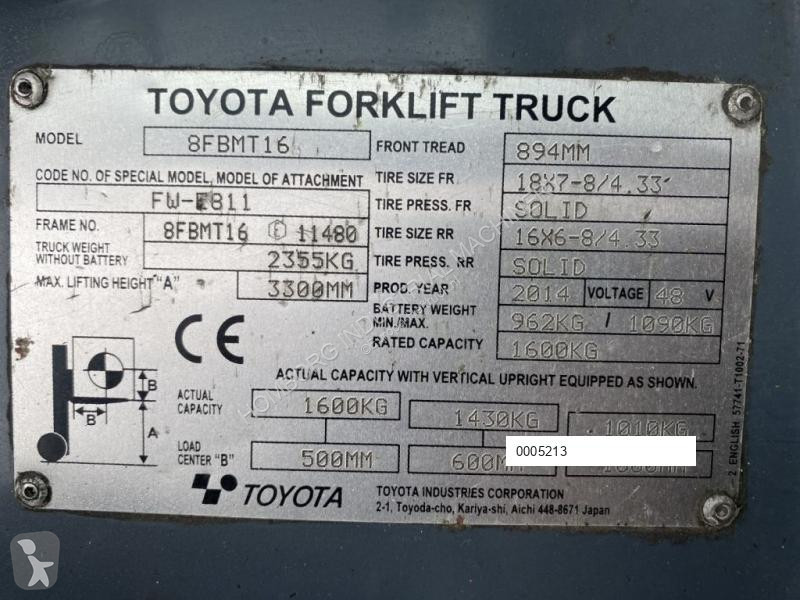 TOYOTA FORKLIFT TRUCK
MODEL 8FBMT16
CODE NO. OF SPECIAL MODEL, MODEL OF ATTACHMENT
FW-E811
FRAME NO. 8FBMT16 E 11480
TRUCK WEIGHT WITHOUT BATTERY 2355KG
MAX. LIFTING HEIGHT "A" 3300MM
FRONT TREAD 894MM
TIRE SIZE FR 18X7-8/4.33
TIRE PRESS. FR SOLID
TIRE SIZE RR 16X6-8/4.33
TIRE PRESS. RR SOLID
PROD. YEAR 2014 VOLTAGE 48 V
BATTERY WEIGHT MIN./MAX. 962KG / 1090KG
RATED CAPACITY 1600KG
CE
ACTUAL CAPACITY WITH VERTICAL UPRIGHT EQUIPPED AS SHOWN.
B
B
A
ACTUAL CAPACITY 1600KG 1430KG 1010KG
LOAD CENTER "B" 500MM 600MM
0005213
TOYOTA
TOYOTA INDUSTRIES CORPORATION
2-1, Toyoda-cho, Kariya-shi, Aichi 448-8671 Japan
2 ENGLISH 57741-T1002-71